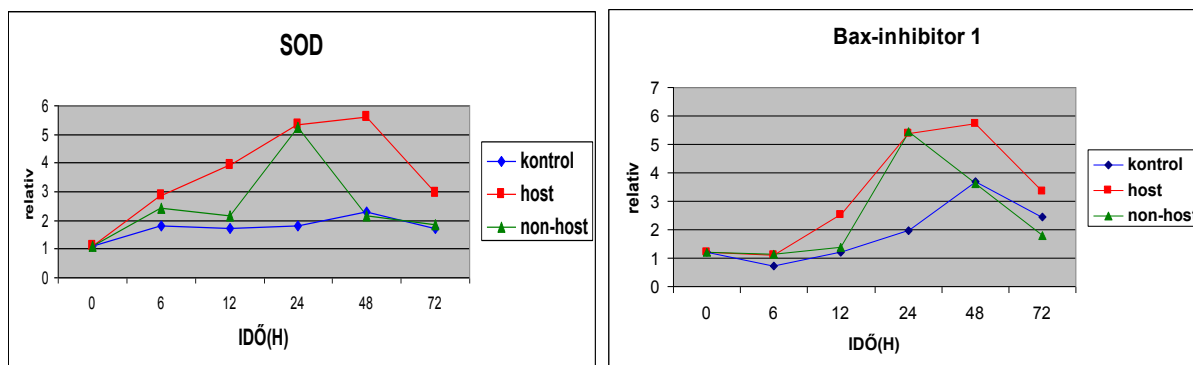 SOD
6
5
4
3
2
1
0
relativ
0 6 12 24 48 72
IDŐ(H)
kontrol
host
non-host
Bax-inhibitor 1
7
6
5
4
3
2
1
0
relativ
0 6 12 24 48 72
IDŐ(H)
kontrol
host
non-host